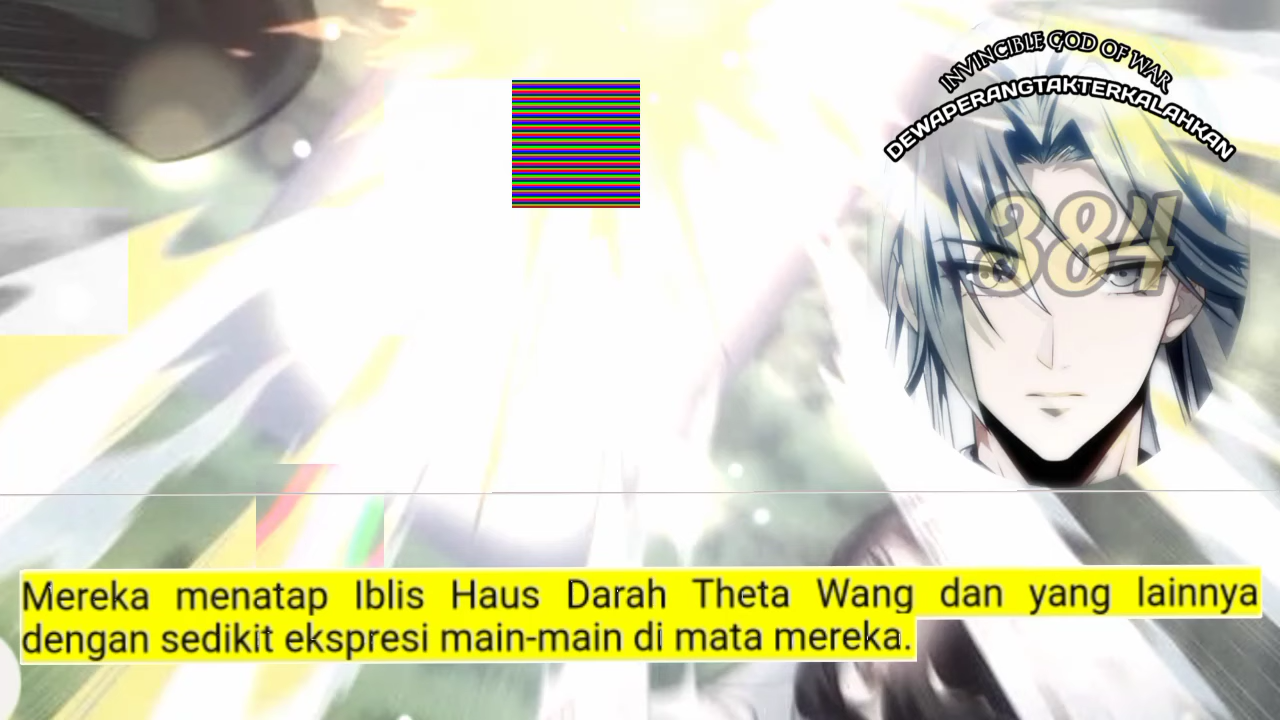 INVINCIBLE GOD OF WAR
DEWAPERANGTAKTERKALAHKAN
384
Mereka menatap Iblis Haus Darah Theta Wang dan yang lainnya
dengan sedikit ekspresi main-main di mata mereka.